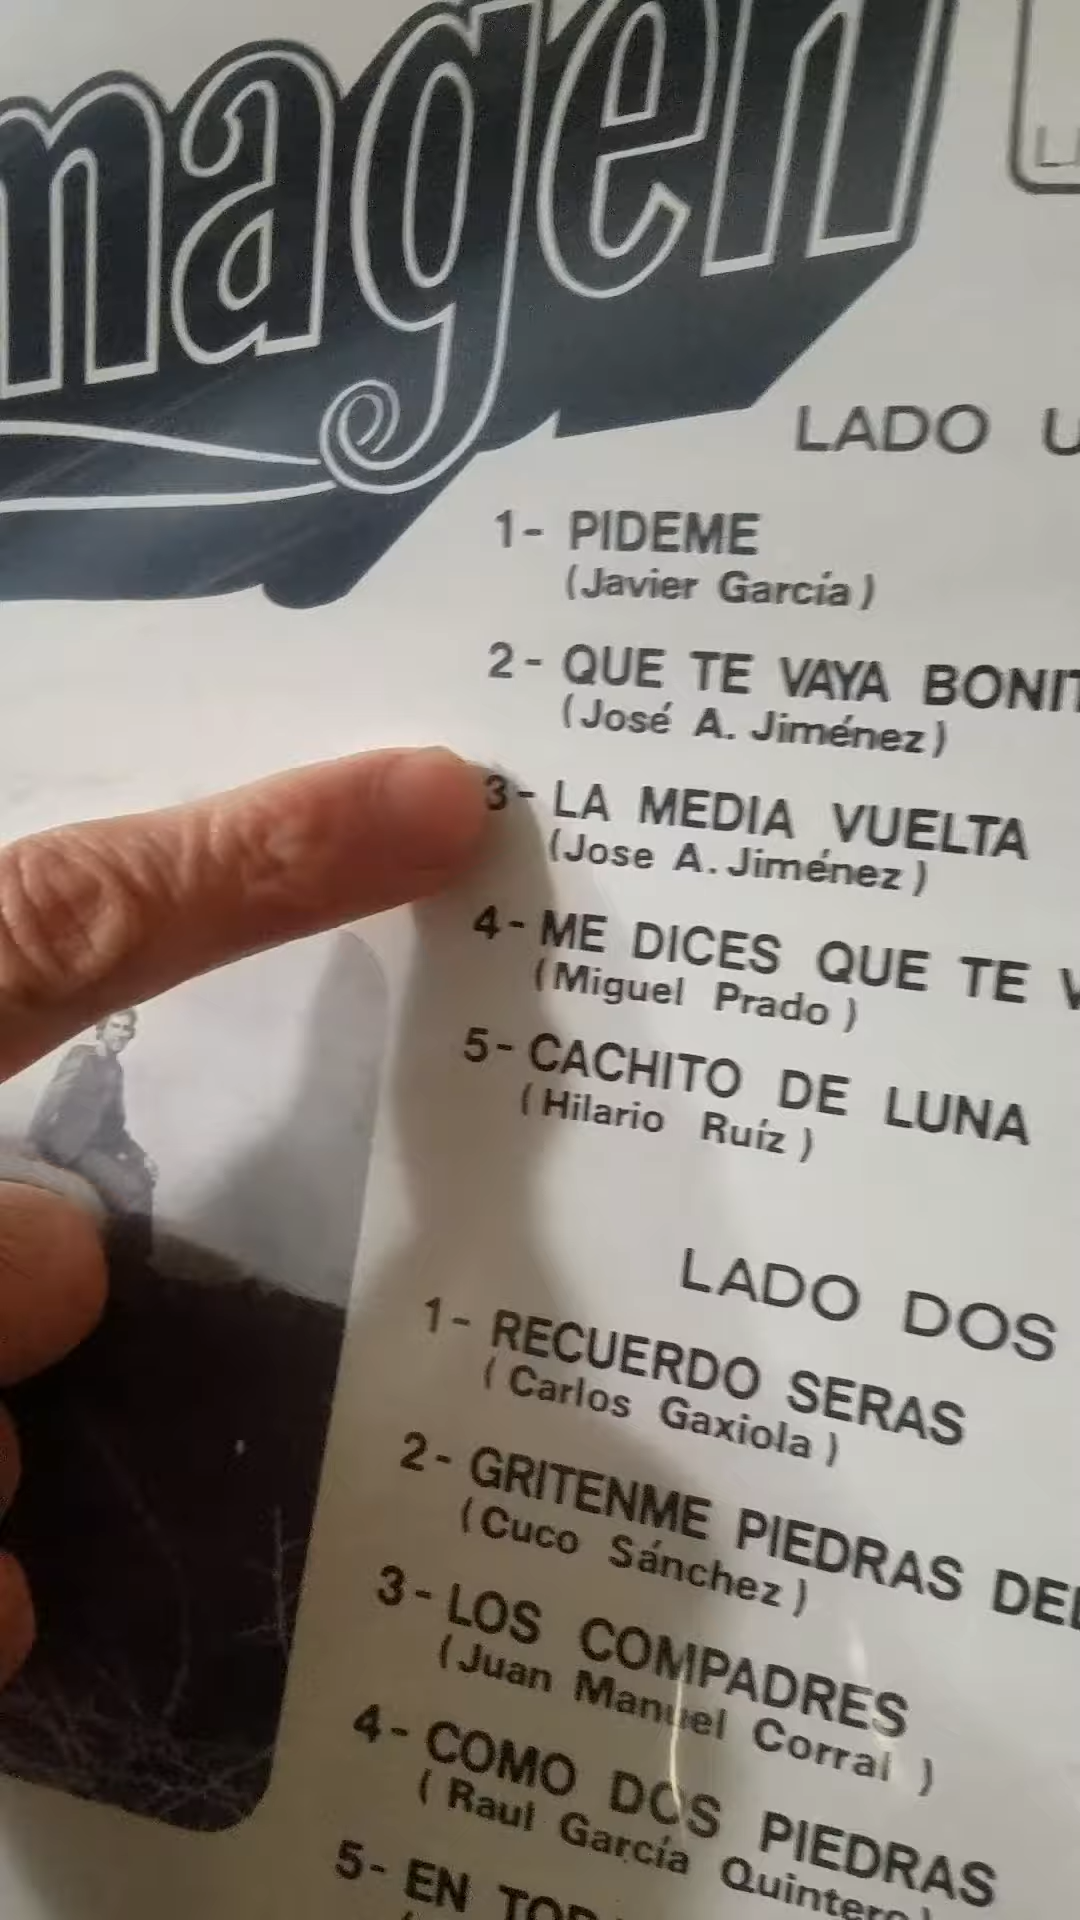 LADO
1- PIDEME
(Javier García)
2- QUE TE VAYA
(José A. Jiménez)
3- LA MEDIA VUELTA
(Jose A. Jiménez)
4- ME DICES QUE TE
(Miguel Prado)
5- CACHITO DE LUNA
(Hilario Ruíz)
LADO DOS
1- RECUERDO SERAS
(Carlos Gaxiola)
2- GRITENME PIEDRAS
(Cuco Sánchez)
3- LOS COMPADRES
(Juan Manuel Corral)
4- COMO DOS PIEDRAS
(Raul García Quintero)
5- EN